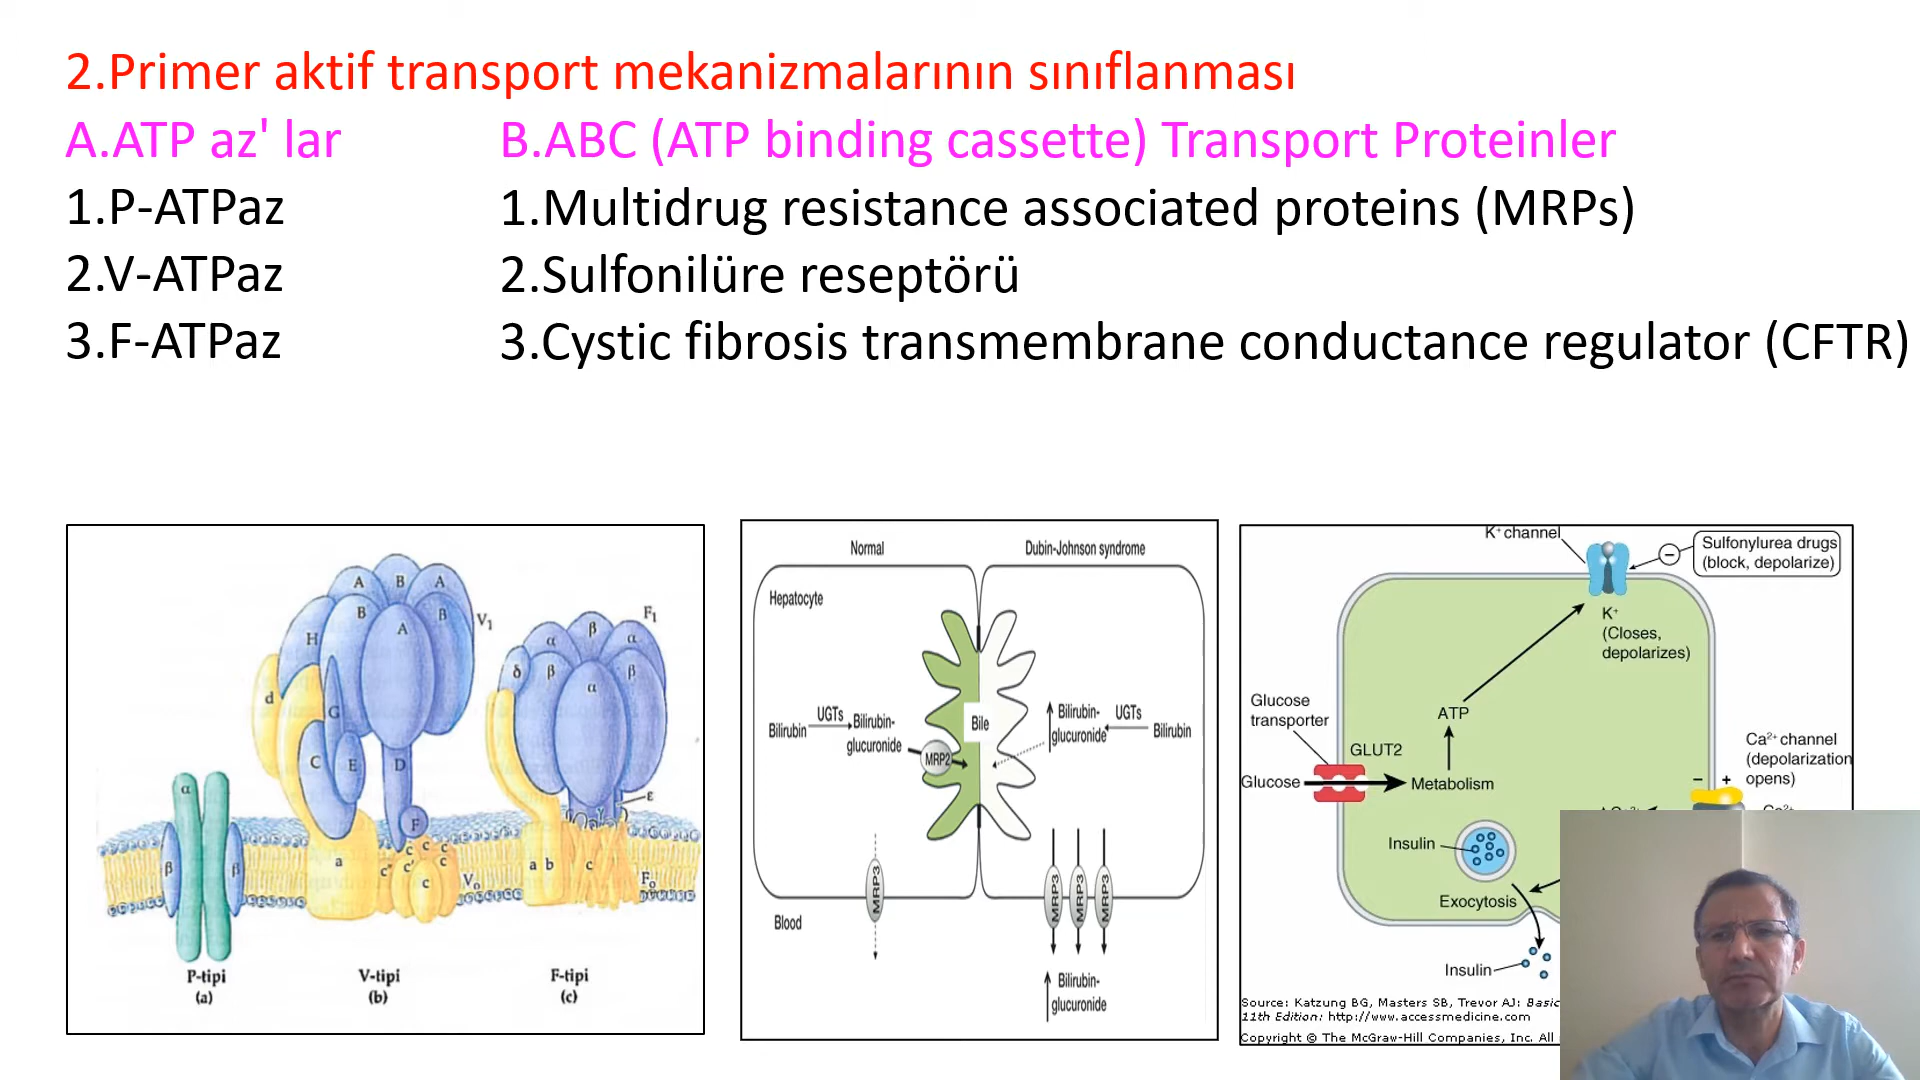 2.Primer aktif transport mekanizmalarının sınıflanması
A.ATP az' lar
B.ABC (ATP binding cassette) Transport Proteinler
1.P-ATPaz
1.Multidrug resistance associated proteins (MRPs)
2.V-ATPaz
2.Sulfonilüre reseptörü
3.F-ATPaz
3.Cystic fibrosis transmembrane conductance regulator (CFTR)
A
B
A
B
A
B
H
V₁
d
G
C
E
D
F
a
c"
c'
c
c
c
c
V₀
F₁
α
β
α
δ
β
α
β
ε
a b
c
F₀
α
β
β
P-tipi
(a)
V-tipi
(b)
F-tipi
(c)
Normal
Dubin-Johnson syndrome
Hepatocyte
Bilirubin
UGTs
Bilirubin-
glucuronide
MRP2
Bile
Bilirubin-
glucuronide
UGTs
Bilirubin
MRP3
MRP3
MRP3
MRP3
Blood
Bilirubin-
glucuronide
K⁺ channel
Sulfonylurea drugs
(block, depolarize)
−
K⁺
(Closes,
depolarizes)
Glucose
transporter
ATP
GLUT2
Glucose
Metabolism
Ca²⁺ channel
(depolarization
opens)
− +
Insulin
Exocytosis
Insulin
Source: Katzung BG, Masters SB, Trevor AJ: Basic
11th Edition: http://www.accessmedicine.com
Copyright © The McGraw-Hill Companies, Inc. All